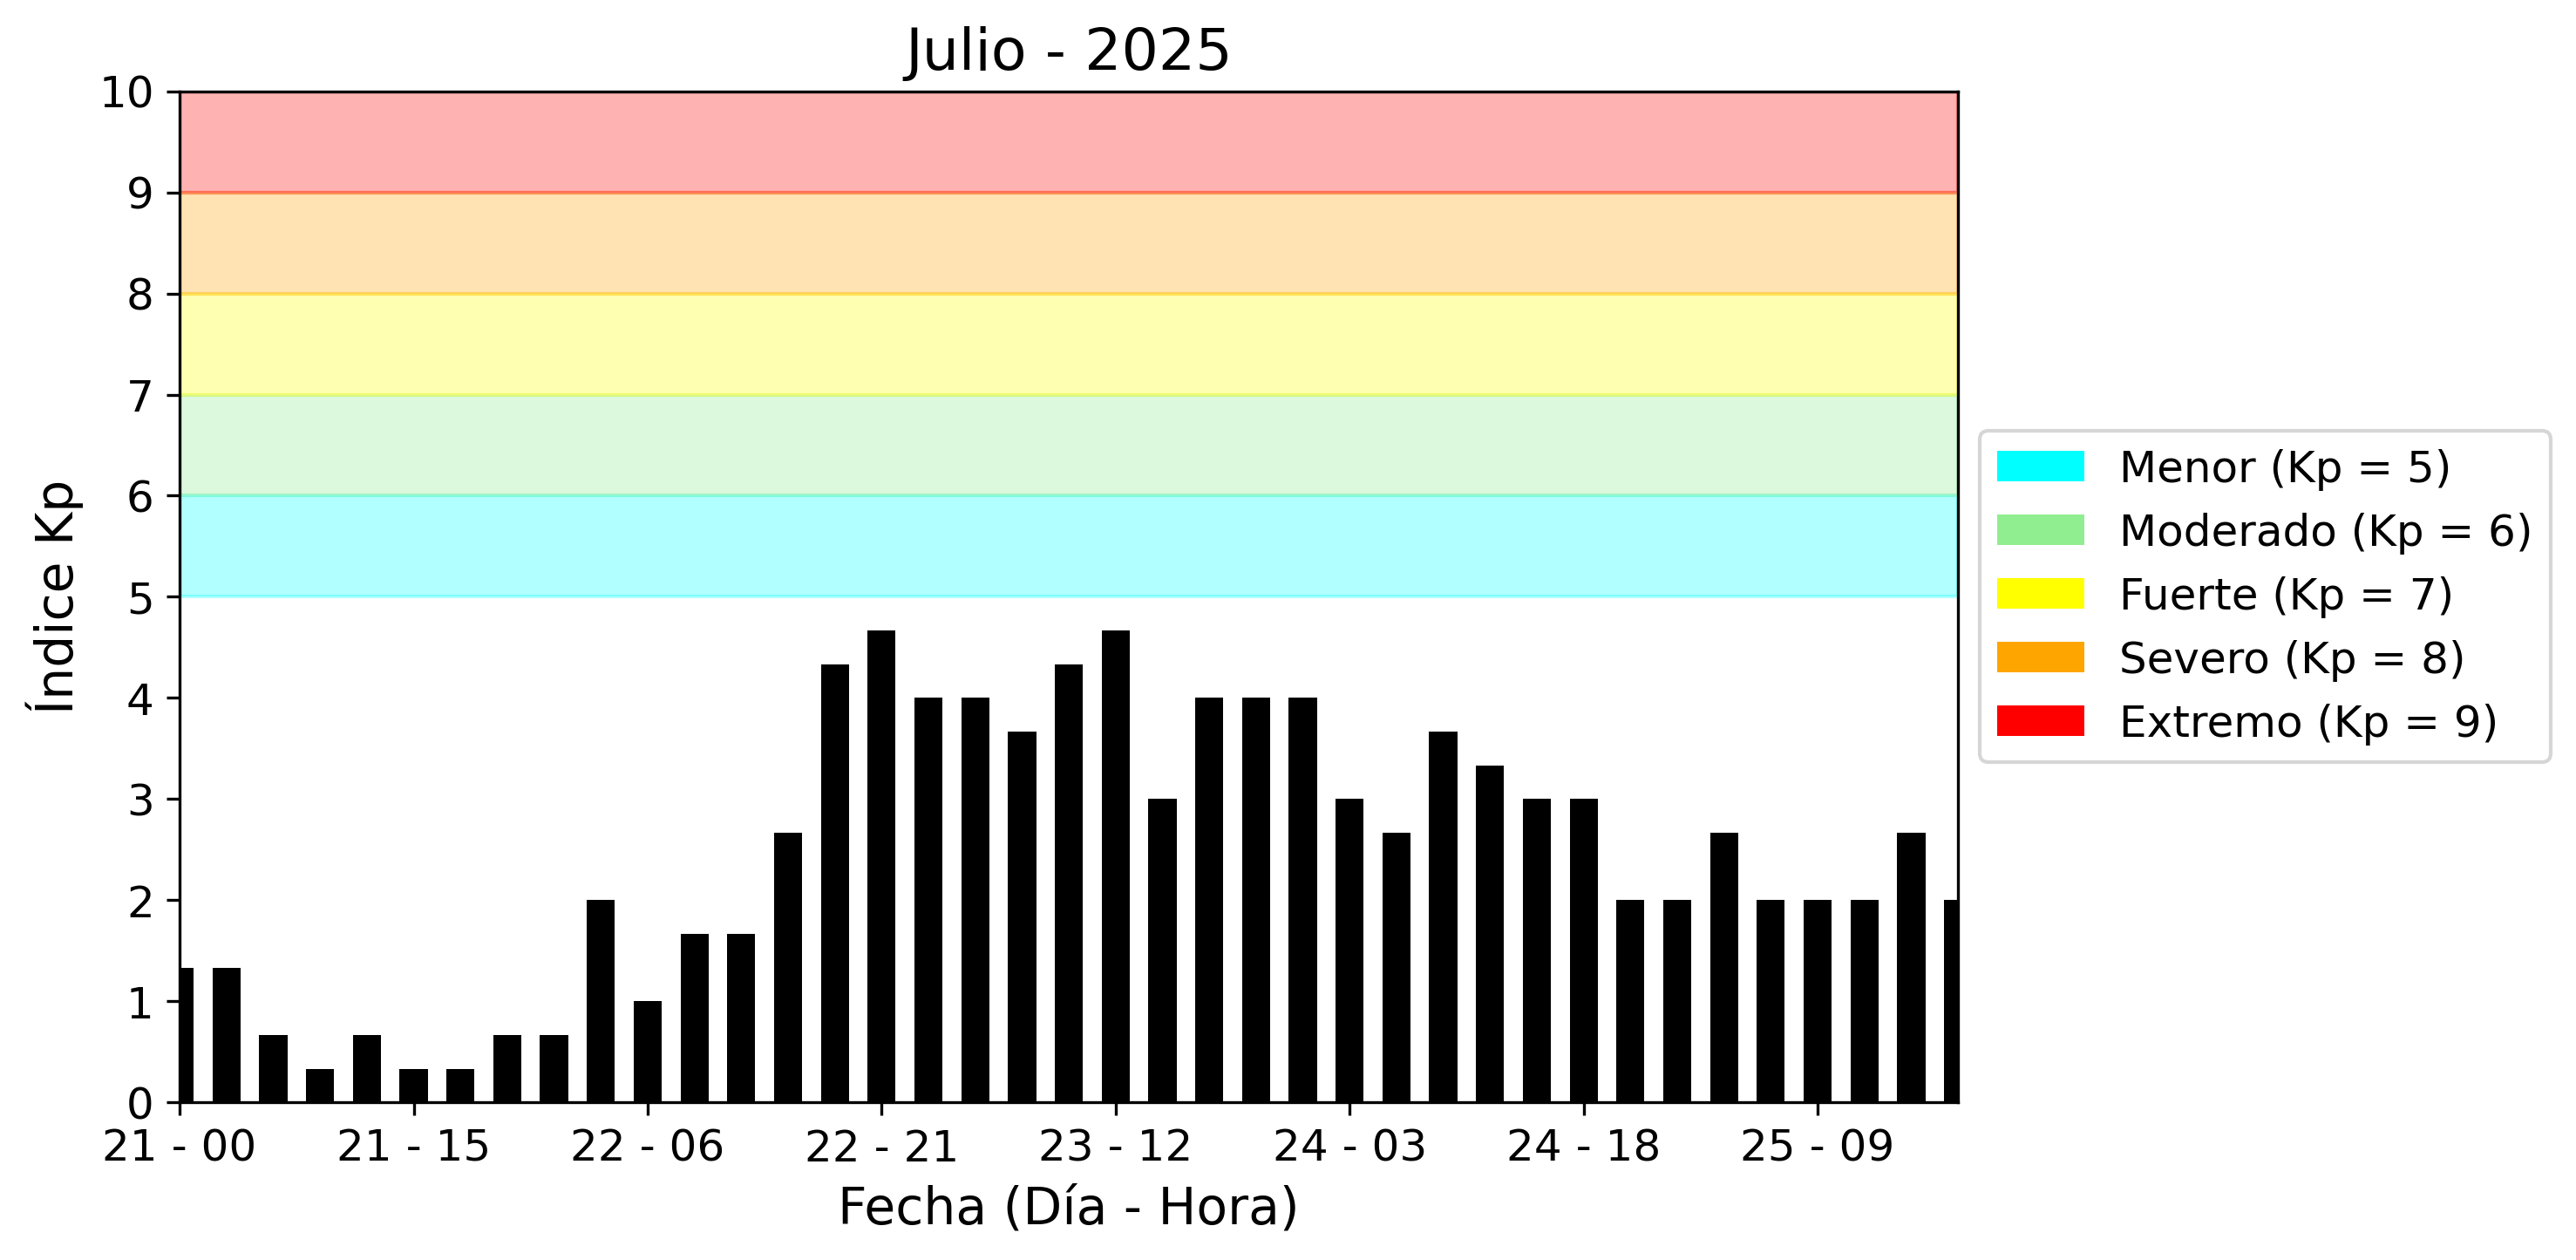 Julio - 2025
Índice Kp
10
9
8
7
6
5
4
3
2
1
0
21 - 00 21 - 15 22 - 06 22 - 21 23 - 12 24 - 03 24 - 18 25 - 09
Fecha (Día - Hora)
Menor (Kp = 5)
Moderado (Kp = 6)
Fuerte (Kp = 7)
Severo (Kp = 8)
Extremo (Kp = 9)